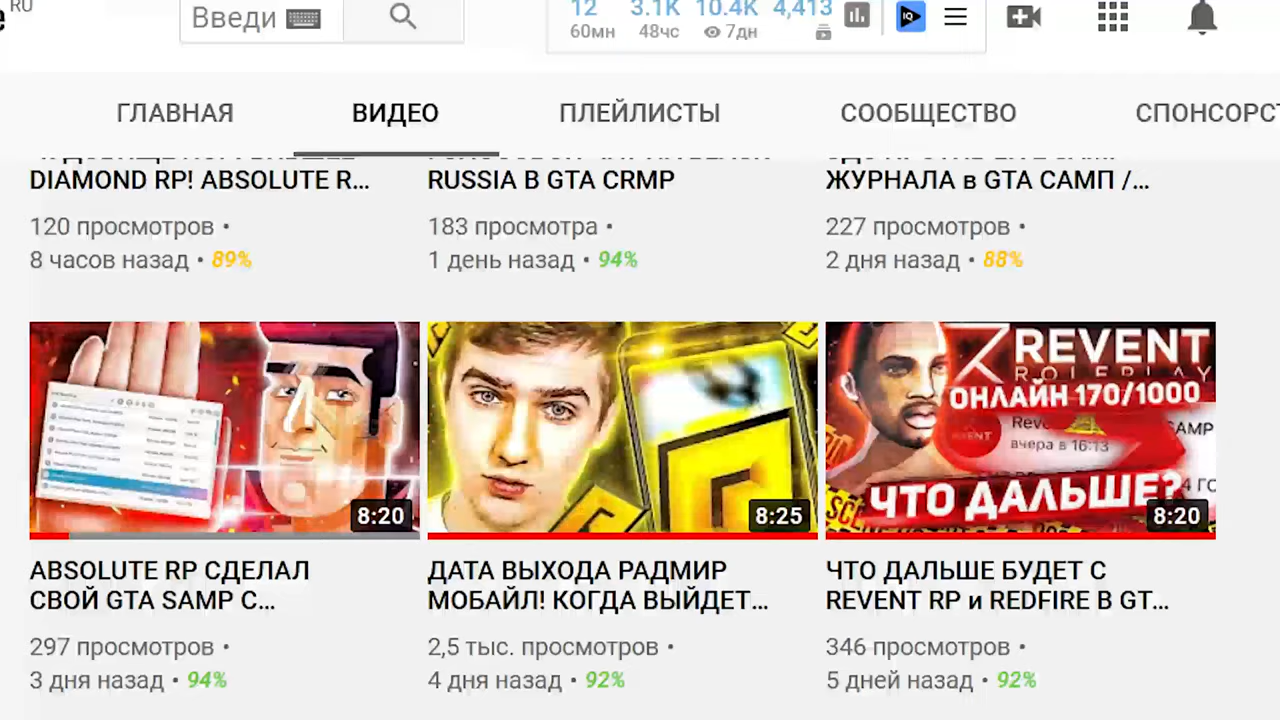 RU
Введи
12 3.1K 10.4K 4,413
60мн 48чс 7дн
ГЛАВНАЯ ВИДЕО ПЛЕЙЛИСТЫ СООБЩЕСТВО СПОНСОРСТ
DIAMOND RP! ABSOLUTE R...
120 просмотров •
8 часов назад • 89%
RUSSIA В GTA CRMP
183 просмотра •
1 день назад • 94%
ЖУРНАЛА в GTA САМП /...
227 просмотров •
2 дня назад • 88%
8:20
ABSOLUTE RP СДЕЛАЛ
СВОЙ GTA SAMP С...
297 просмотров •
3 дня назад • 94%
8:25
ДАТА ВЫХОДА РАДМИР
МОБАЙЛ! КОГДА ВЫЙДЕТ...
2,5 тыс. просмотров •
4 дня назад • 92%
REVENT
ROLEPLAY
ОНЛАЙН 170/1000
вчера в 16:13
ЧТО ДАЛЬШЕ?
8:20
ЧТО ДАЛЬШЕ БУДЕТ С
REVENT RP и REDFIRE В GT...
346 просмотров •
5 дней назад • 92%